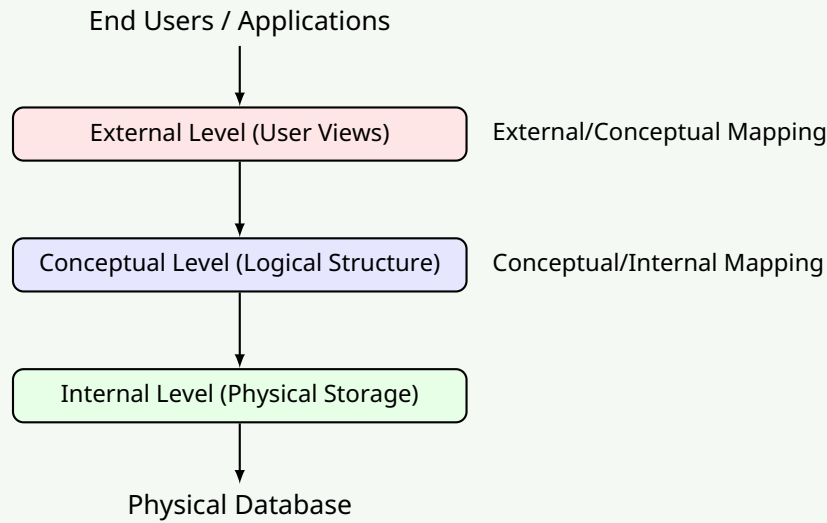 End Users / Applications
External Level (User Views)
External/Conceptual Mapping
Conceptual Level (Logical Structure)
Conceptual/Internal Mapping
Internal Level (Physical Storage)
Physical Database